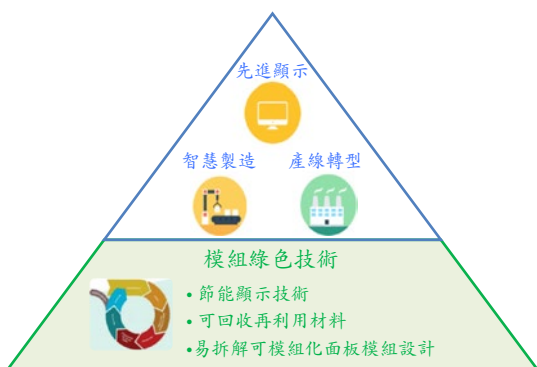 先進顯示
智慧製造 產線轉型
模組綠色技術
•節能顯示技術
•可回收再利用材料
•易拆解可模組化面板模組設計